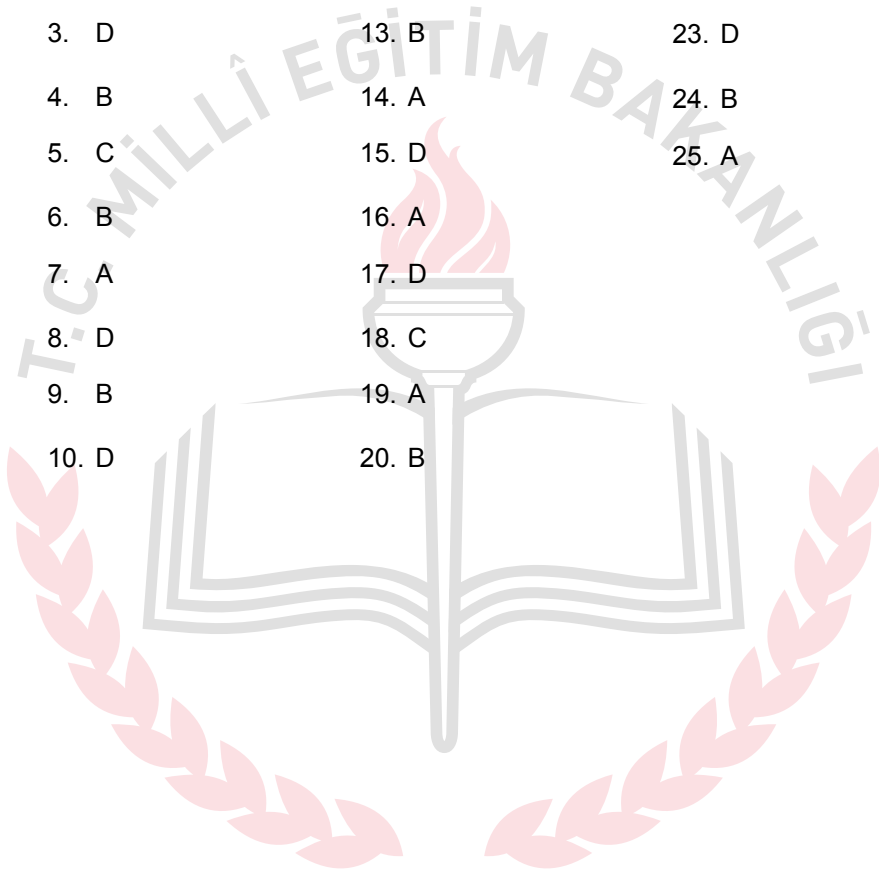 T.C. MİLLÎ EĞİTİM BAKANLIĞI
3. D
4. B
5. C
6. B
7. A
8. D
9. B
10. D
13. B
14. A
15. D
16. A
17. D
18. C
19. A
20. B
23. D
24. B
25. A